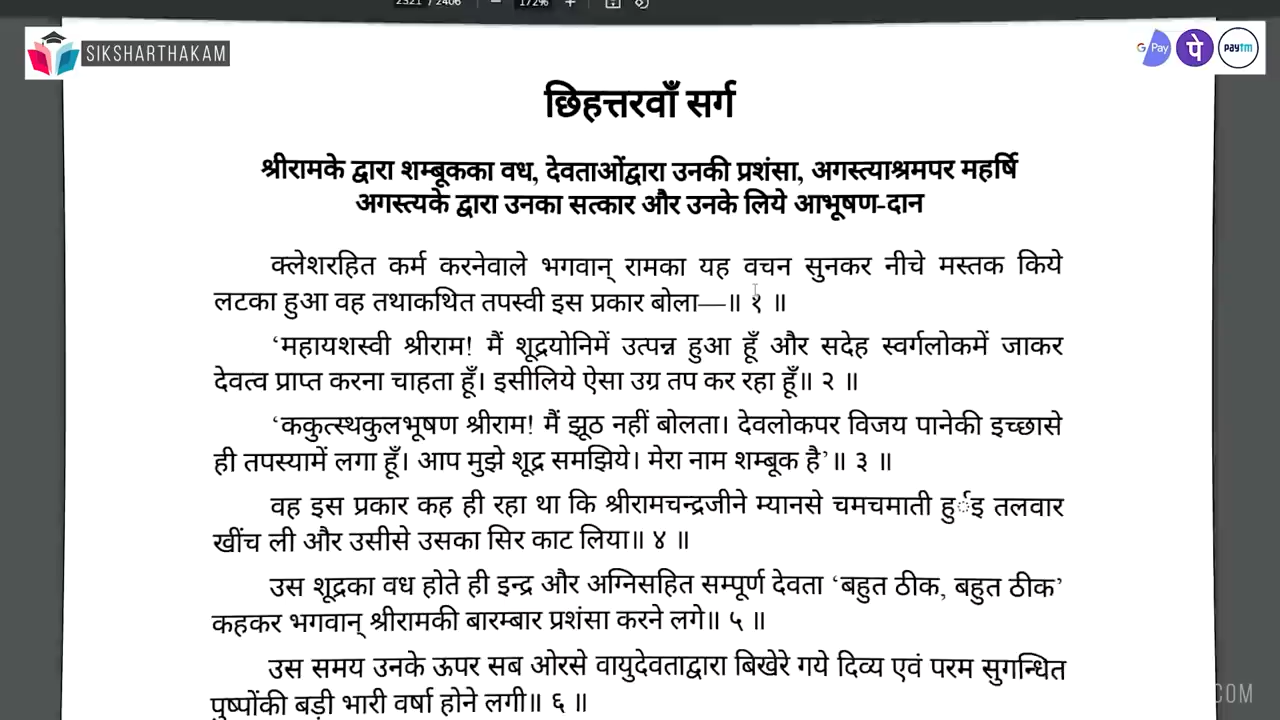 2321 / 2406 — 172% +
SIKSHARTHAKAM
G Pay पे paytm
छिहत्तरवाँ सर्ग
श्रीरामके द्वारा शम्बूकका वध, देवताओंद्वारा उनकी प्रशंसा, अगस्त्याश्रमपर महर्षि
अगस्त्यके द्वारा उनका सत्कार और उनके लिये आभूषण-दान
क्लेशरहित कर्म करनेवाले भगवान् रामका यह वचन सुनकर नीचे मस्तक किये
लटका हुआ वह तथाकथित तपस्वी इस प्रकार बोला—॥ १ ॥
‘महायशस्वी श्रीराम! मैं शूद्रयोनिमें उत्पन्न हुआ हूँ और सदेह स्वर्गलोकमें जाकर
देवत्व प्राप्त करना चाहता हूँ। इसीलिये ऐसा उग्र तप कर रहा हूँ॥ २ ॥
‘ककुत्स्थकुलभूषण श्रीराम! मैं झूठ नहीं बोलता। देवलोकपर विजय पानेकी इच्छासे
ही तपस्यामें लगा हूँ। आप मुझे शूद्र समझिये। मेरा नाम शम्बूक है’॥ ३ ॥
वह इस प्रकार कह ही रहा था कि श्रीरामचन्द्रजीने म्यानसे चमचमाती हुर्इ तलवार
खींच ली और उसीसे उसका सिर काट लिया॥ ४ ॥
उस शूद्रका वध होते ही इन्द्र और अग्निसहित सम्पूर्ण देवता ‘बहुत ठीक, बहुत ठीक’
कहकर भगवान् श्रीरामकी बारम्बार प्रशंसा करने लगे॥ ५ ॥
उस समय उनके ऊपर सब ओरसे वायुदेवताद्वारा बिखेरे गये दिव्य एवं परम सुगन्धित
पुष्पोंकी बड़ी भारी वर्षा होने लगी॥ ६ ॥
.COM